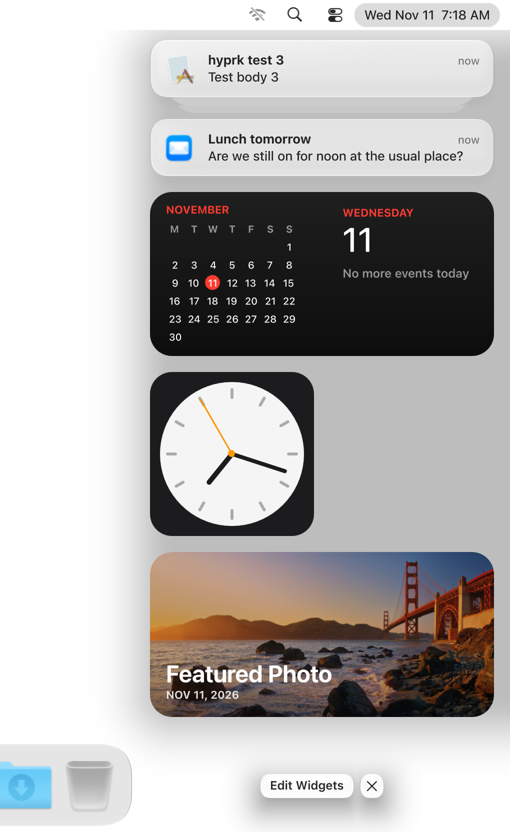 Wed Nov 11 7:18 AM
hyprk test 3 now
Test body 3
Lunch tomorrow now
Are we still on for noon at the usual place?
NOVEMBER
M T W T F S S
1
2 3 4 5 6 7 8
9 10 11 12 13 14 15
16 17 18 19 20 21 22
23 24 25 26 27 28 29
30
WEDNESDAY
11
No more events today
Featured Photo
NOV 11, 2026
Edit Widgets